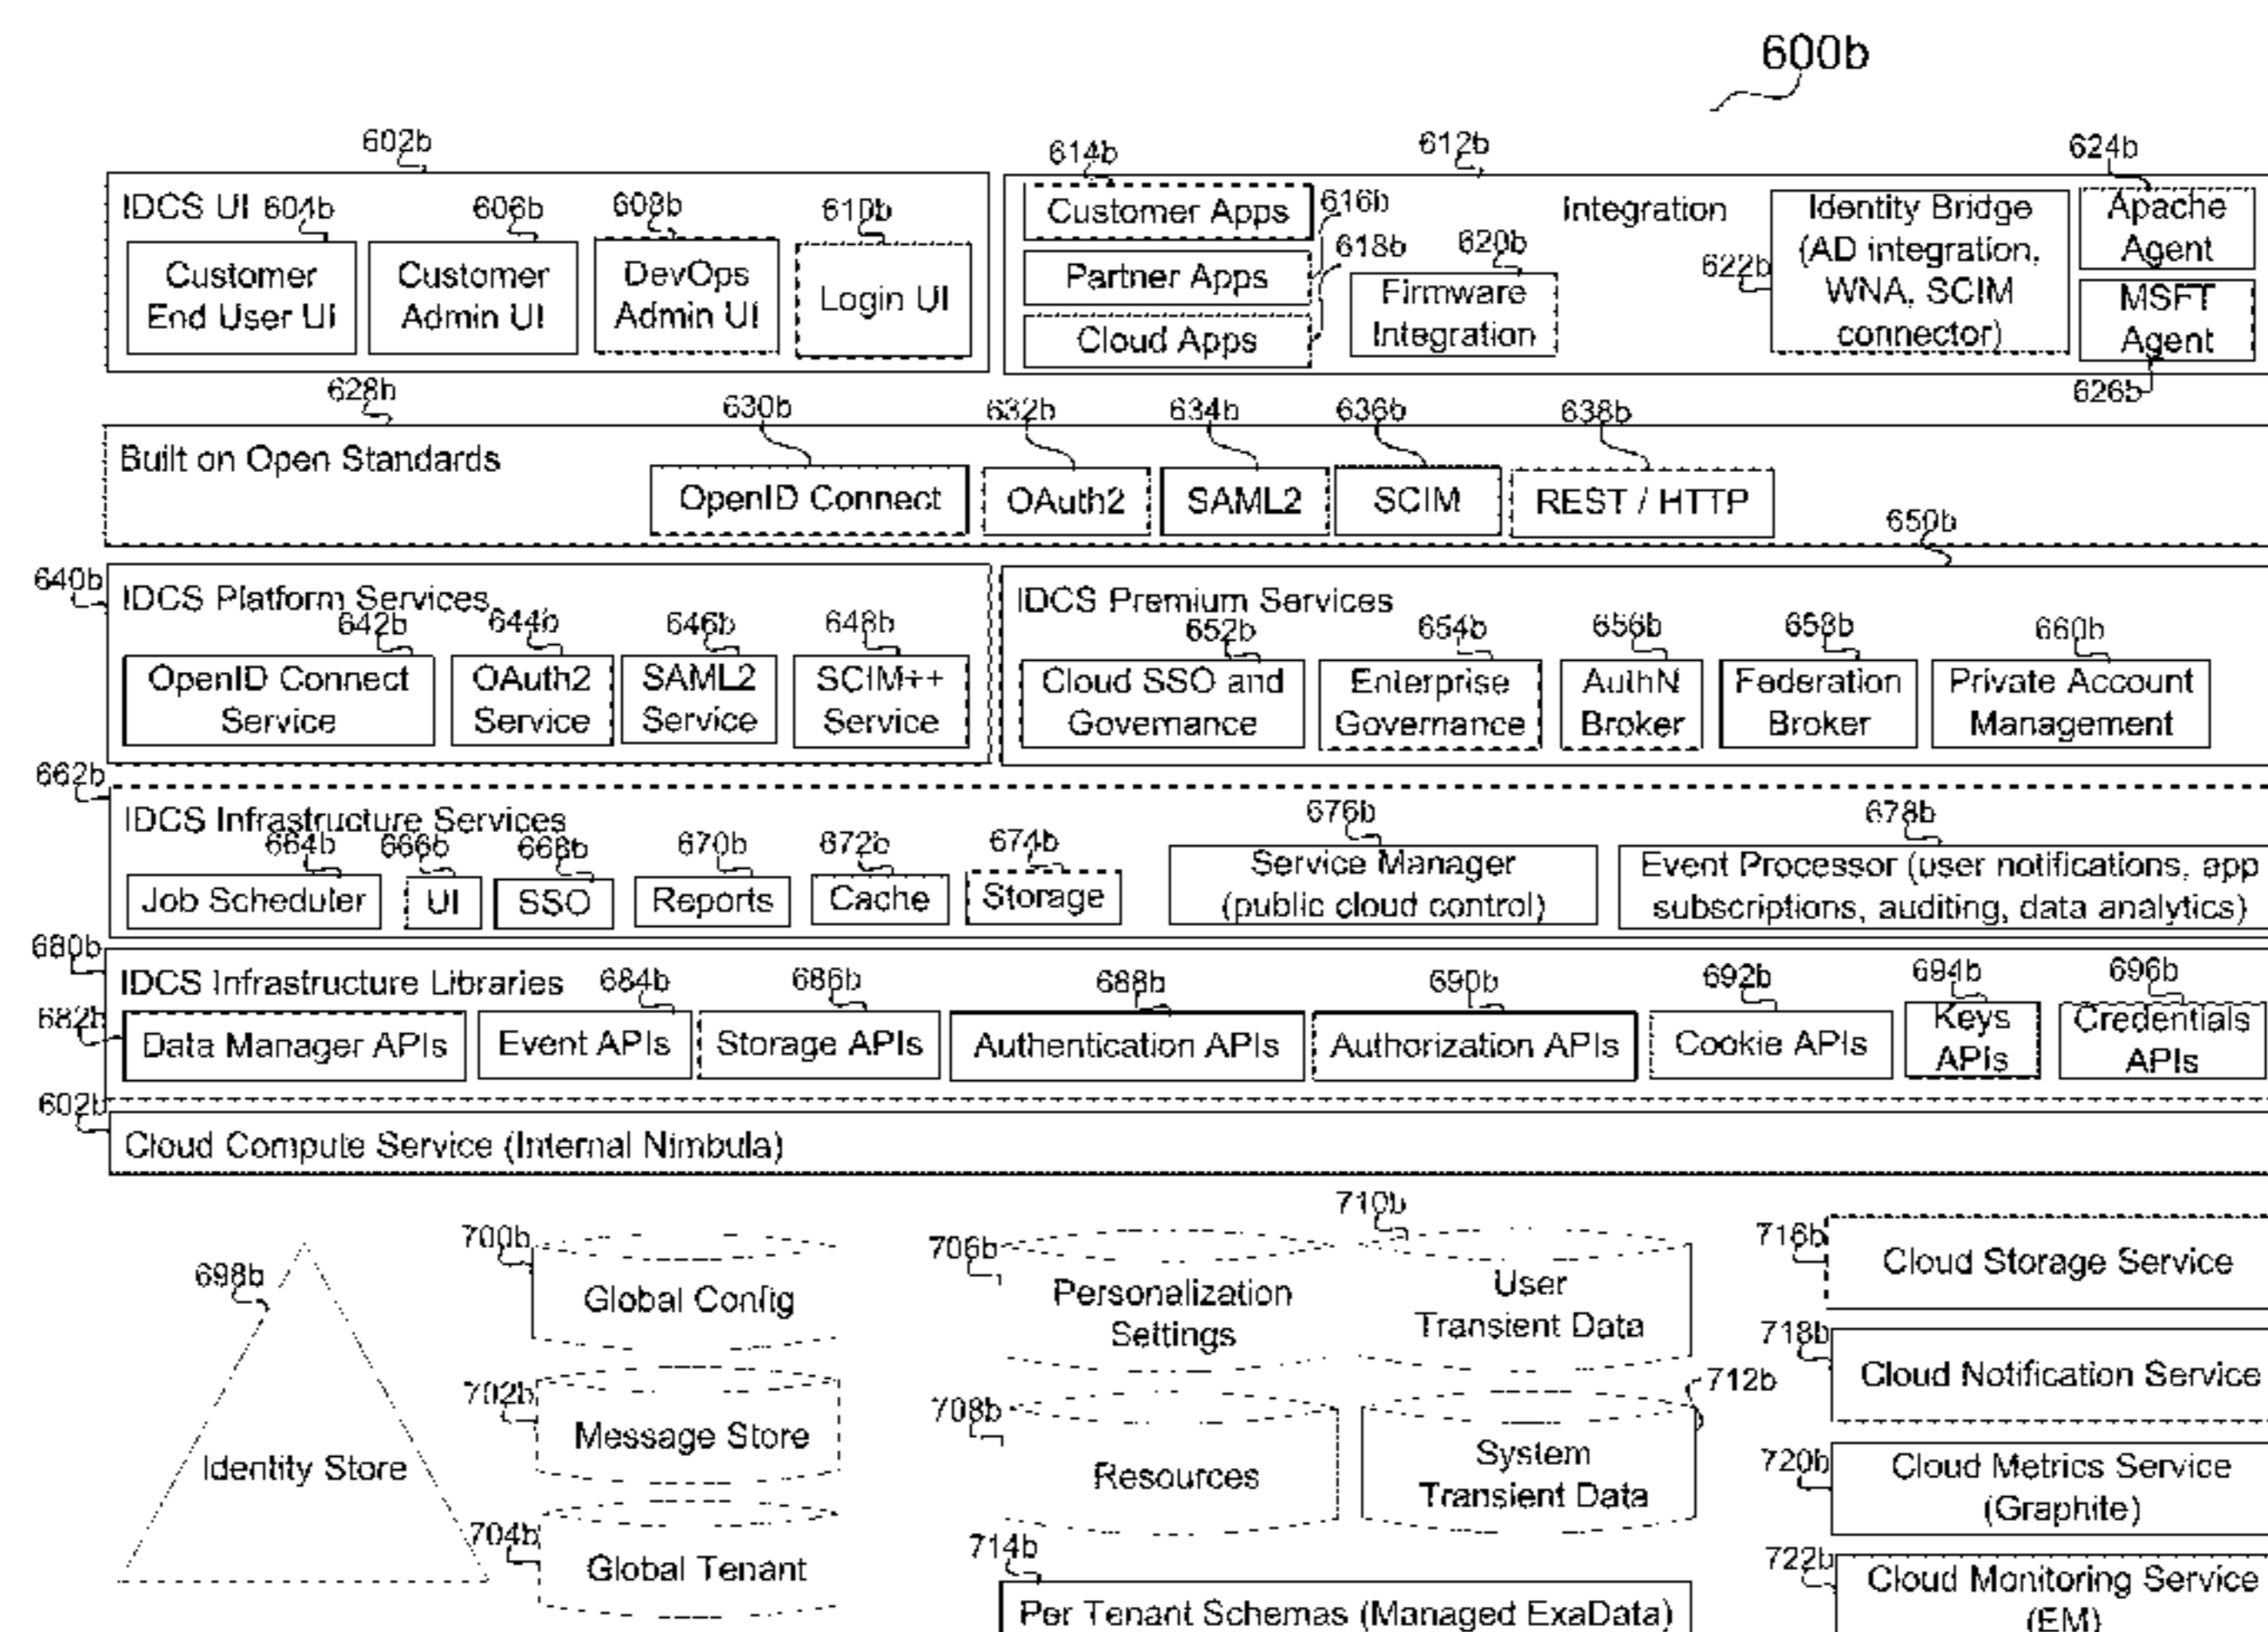 600b
602b
IDCS UI
604b
606b
608b
610b
Customer
End User UI
Customer
Admin UI
DevOps
Admin UI
Login UI
612b
Integration
614b
Customer Apps
616b
Partner Apps
618b
Cloud Apps
620b
Firmware
Integration
622b
Identity Bridge
(AD integration,
WNA, SCIM
connector)
624b
Apache
Agent
MSFT
Agent
626b
628b
Built on Open Standards
630b
OpenID Connect
632b
OAuth2
634b
SAML2
636b
SCIM
638b
REST / HTTP
640b
IDCS Platform Services
642b
OpenID Connect
Service
644b
OAuth2
Service
646b
SAML2
Service
648b
SCIM++
Service
650b
IDCS Premium Services
652b
Cloud SSO and
Governance
654b
Enterprise
Governance
656b
AuthN
Broker
658b
Federation
Broker
660b
Private Account
Management
662b
IDCS Infrastructure Services
664b
Job Scheduler
666b
UI
668b
SSO
670b
Reports
672b
Cache
674b
Storage
676b
Service Manager
(public cloud control)
678b
Event Processor (user notifications, app
subscriptions, auditing, data analytics)
680b
IDCS Infrastructure Libraries
682b
Data Manager APIs
684b
Event APIs
686b
Storage APIs
688b
Authentication APIs
690b
Authorization APIs
692b
Cookie APIs
694b
Keys
APIs
696b
Credentials
APIs
602b
Cloud Compute Service (Internal Nimbula)
698b
Identity Store
700b
Global Config
702b
Message Store
704b
Global Tenant
706b
Personalization
Settings
708b
Resources
710b
User
Transient Data
712b
System
Transient Data
714b
Per Tenant Schemas (Managed ExaData)
716b
Cloud Storage Service
718b
Cloud Notification Service
720b
Cloud Metrics Service
(Graphite)
722b
Cloud Monitoring Service
(EM)